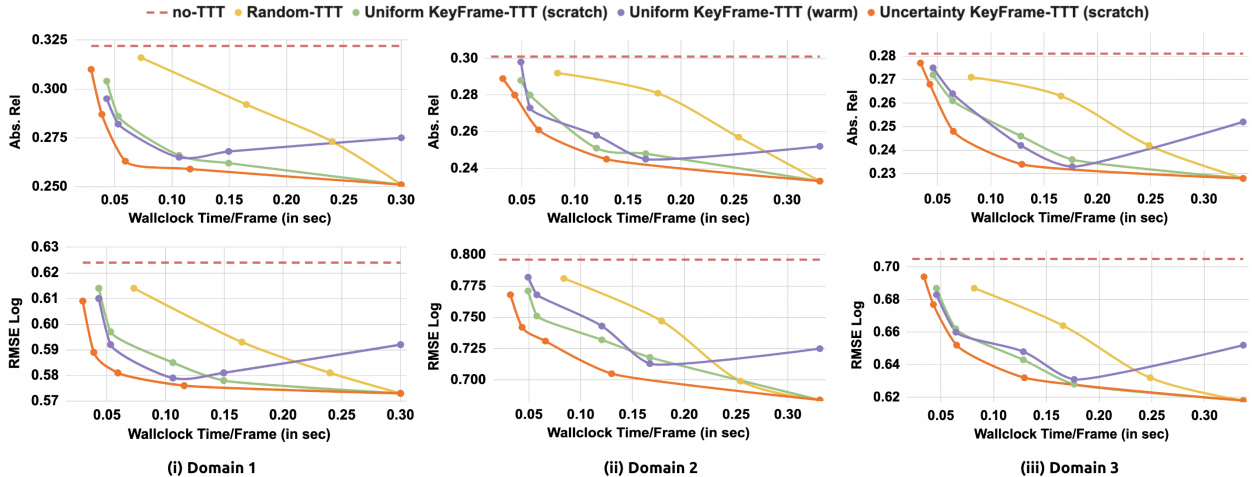 no-TTT Random-TTT Uniform KeyFrame-TTT (scratch) Uniform KeyFrame-TTT (warm) Uncertainty KeyFrame-TTT (scratch)
Abs. Rel
0.325
0.300
0.275
0.250
0.05 0.10 0.15 0.20 0.25 0.30
Wallclock Time/Frame (in sec)
Abs. Rel
0.30
0.28
0.26
0.24
0.05 0.10 0.15 0.20 0.25 0.30
Wallclock Time/Frame (in sec)
Abs. Rel
0.28
0.27
0.26
0.25
0.24
0.23
0.05 0.10 0.15 0.20 0.25 0.30
Wallclock Time/Frame (in sec)
RMSE Log
0.63
0.62
0.61
0.60
0.59
0.58
0.57
0.05 0.10 0.15 0.20 0.25 0.30
Wallclock Time/Frame (in sec)
RMSE Log
0.800
0.775
0.750
0.725
0.700
0.05 0.10 0.15 0.20 0.25 0.30
Wallclock Time/Frame (in sec)
RMSE Log
0.70
0.68
0.66
0.64
0.62
0.05 0.10 0.15 0.20 0.25 0.30
Wallclock Time/Frame (in sec)
(i) Domain 1
(ii) Domain 2
(iii) Domain 3